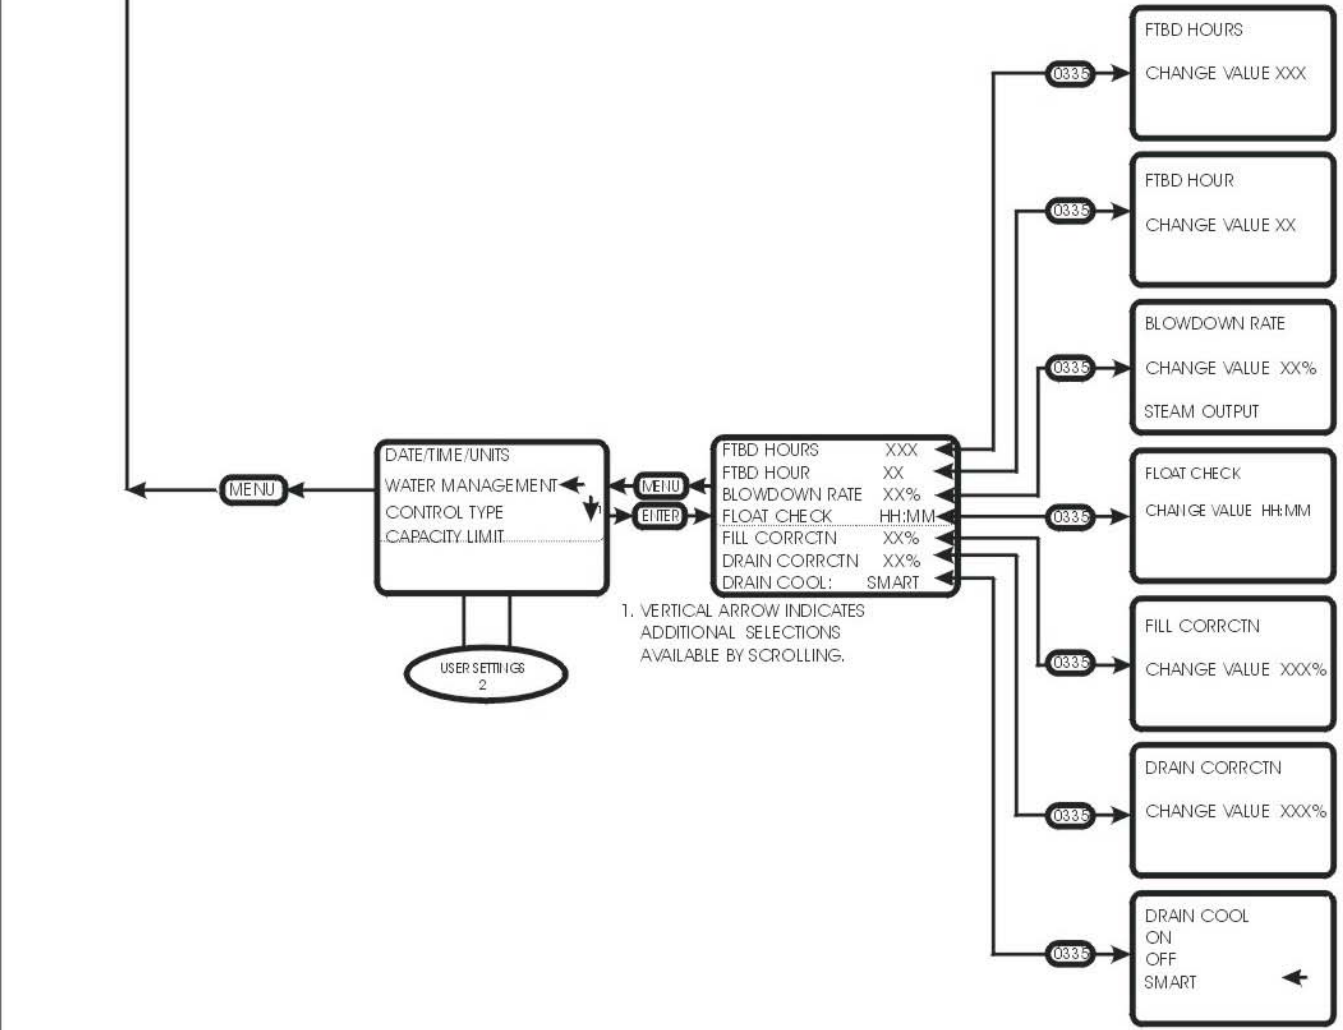 DATE/TIME/UNITS
WATER MANAGEMENT
CONTROL TYPE
1
CAPACITY LIMIT
USER SETTINGS
2
MENU
MENU
ENTER
FTBD HOURS XXX
FTBD HOUR XX
BLOWDOWN RATE XX%
FLOAT CHECK HH:MM
FILL CORRCTN XX%
DRAIN CORRCTN XX%
DRAIN COOL: SMART
1. VERTICAL ARROW INDICATES
ADDITIONAL SELECTIONS
AVAILABLE BY SCROLLING.
0335
FTBD HOURS
CHANGE VALUE XXX
0335
FTBD HOUR
CHANGE VALUE XX
0335
BLOWDOWN RATE
CHANGE VALUE XX%
STEAM OUTPUT
0335
FLOAT CHECK
CHANGE VALUE HH:MM
0335
FILL CORRCTN
CHANGE VALUE XXX%
0335
DRAIN CORRCTN
CHANGE VALUE XXX%
0335
DRAIN COOL
ON
OFF
SMART